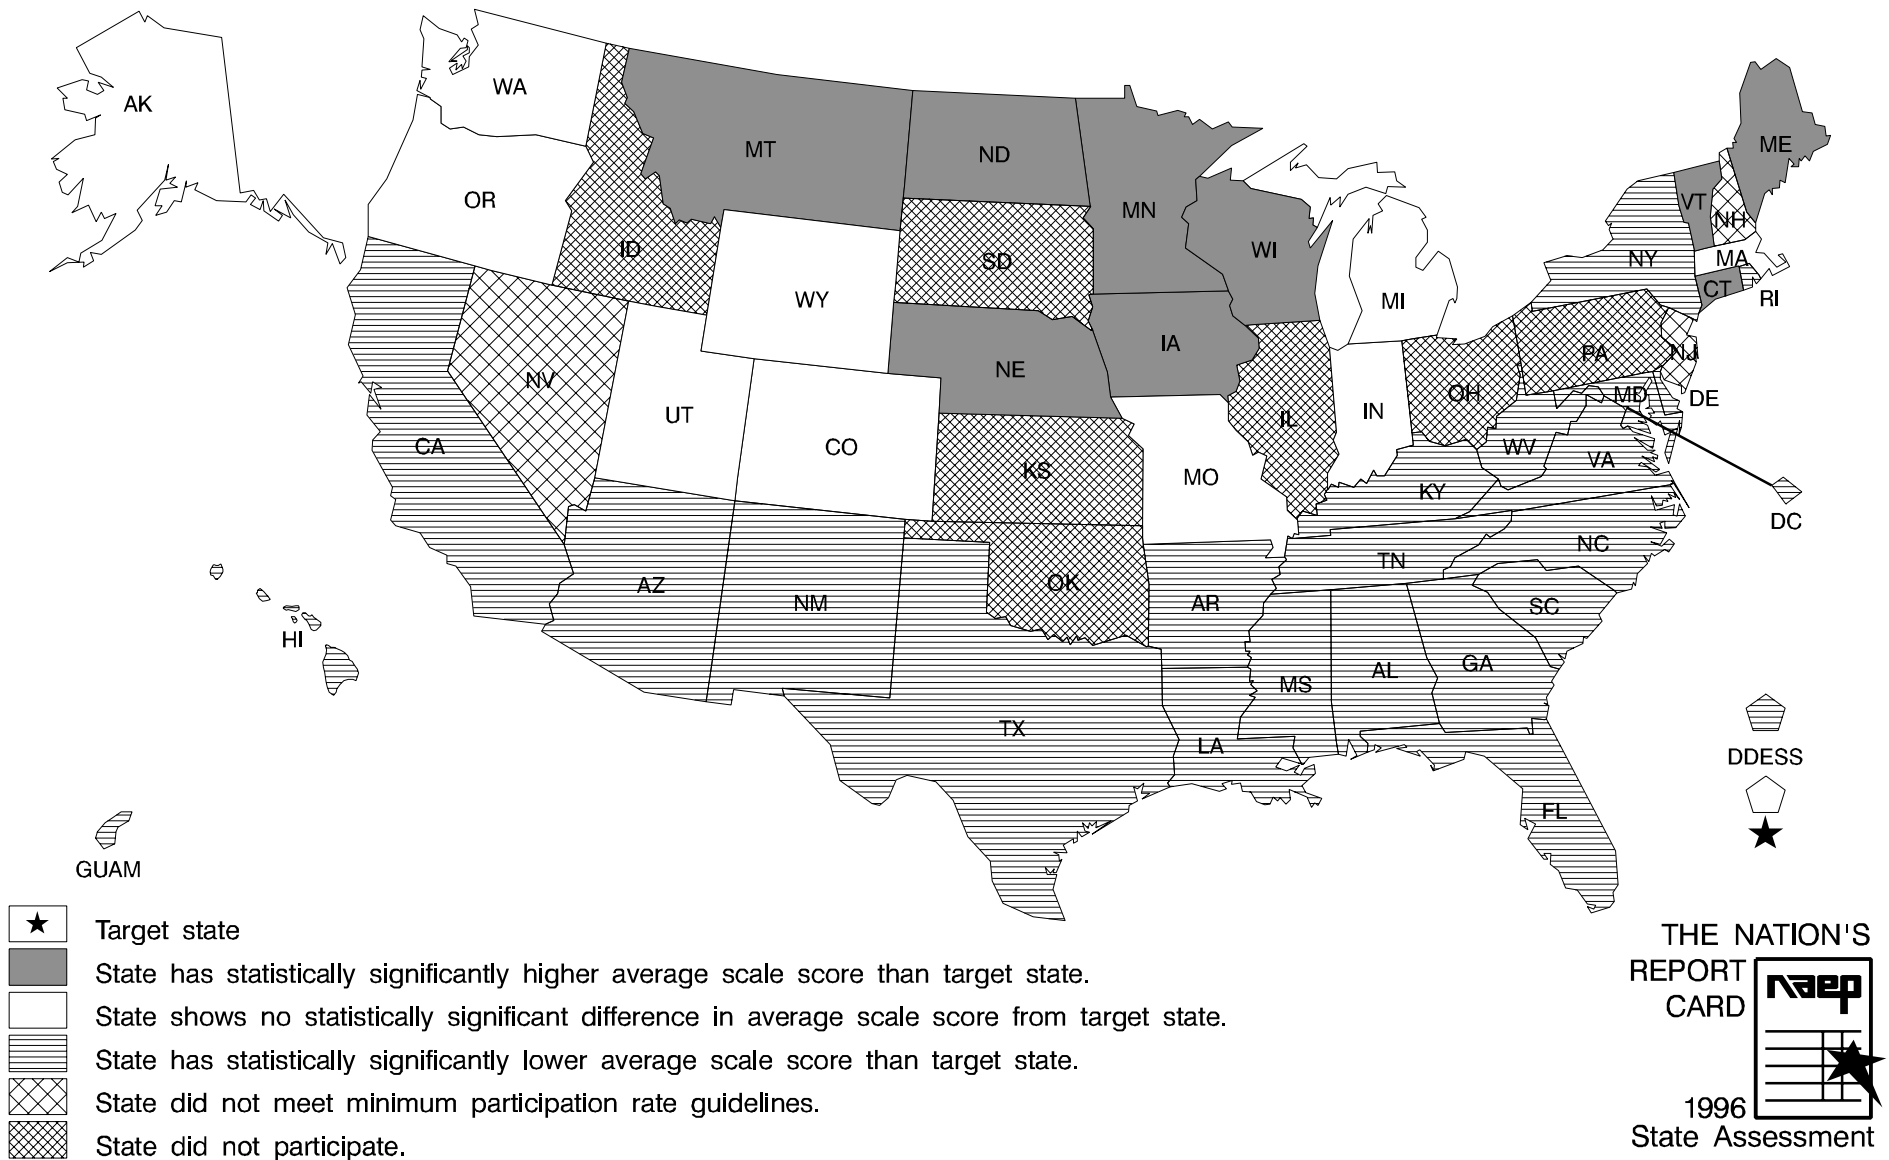 WA
AK
MT
ND
ME
OR
MN
VT
NH
ID
SD
WI
NY
MA
CT
WY
MI
RI
IA
PA
NJ
NE
NV
UT
OH
MD
DE
IN
IL
CA
CO
WV
VA
KS
MO
KY
DC
NC
TN
AZ
NM
OK
AR
SC
HI
GA
AL
MS
TX
LA
DDESS
FL
GUAM
Target state
State has statistically significantly higher average scale score than target state.
State shows no statistically significant difference in average scale score from target state.
State has statistically significantly lower average scale score than target state.
State did not meet minimum participation rate guidelines.
State did not participate.
THE NATION'S
REPORT
CARD
naep
1996
State Assessment